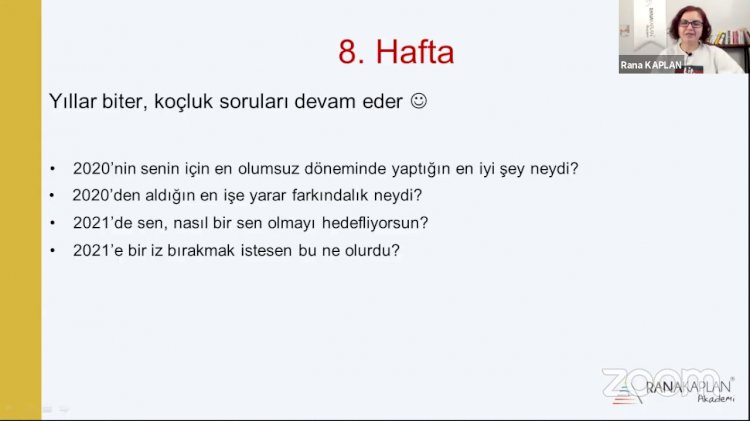 8. Hafta
Rana KAPLAN
Yıllar biter, koçluk soruları devam eder ☺
• 2020’nin senin için en olumsuz döneminde yaptığın en iyi şey neydi?
• 2020’den aldığın en işe yarar farkındalık neydi?
• 2021’de sen, nasıl bir sen olmayı hedefliyorsun?
• 2021’e bir iz bırakmak istesen bu ne olurdu?
zoom
RANAKAPLAN®
Akademi